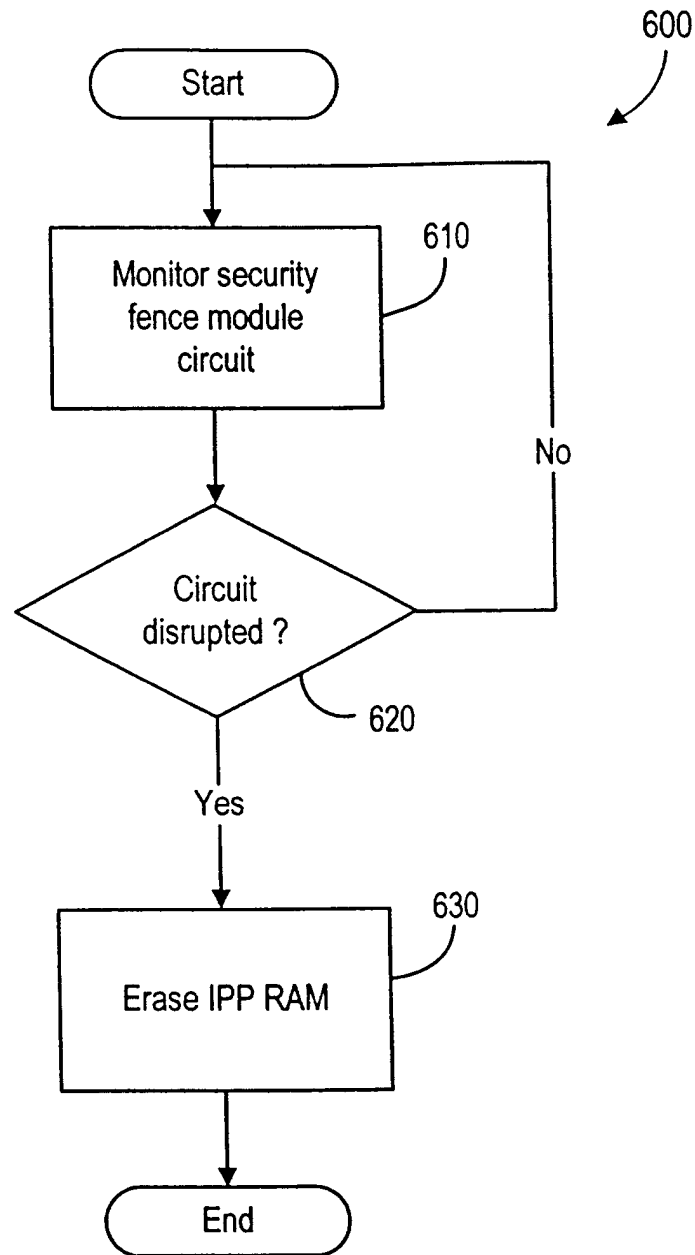 600
Start
610
Monitor security
fence module
circuit
No
Circuit
disrupted ?
620
Yes
630
Erase IPP RAM
End